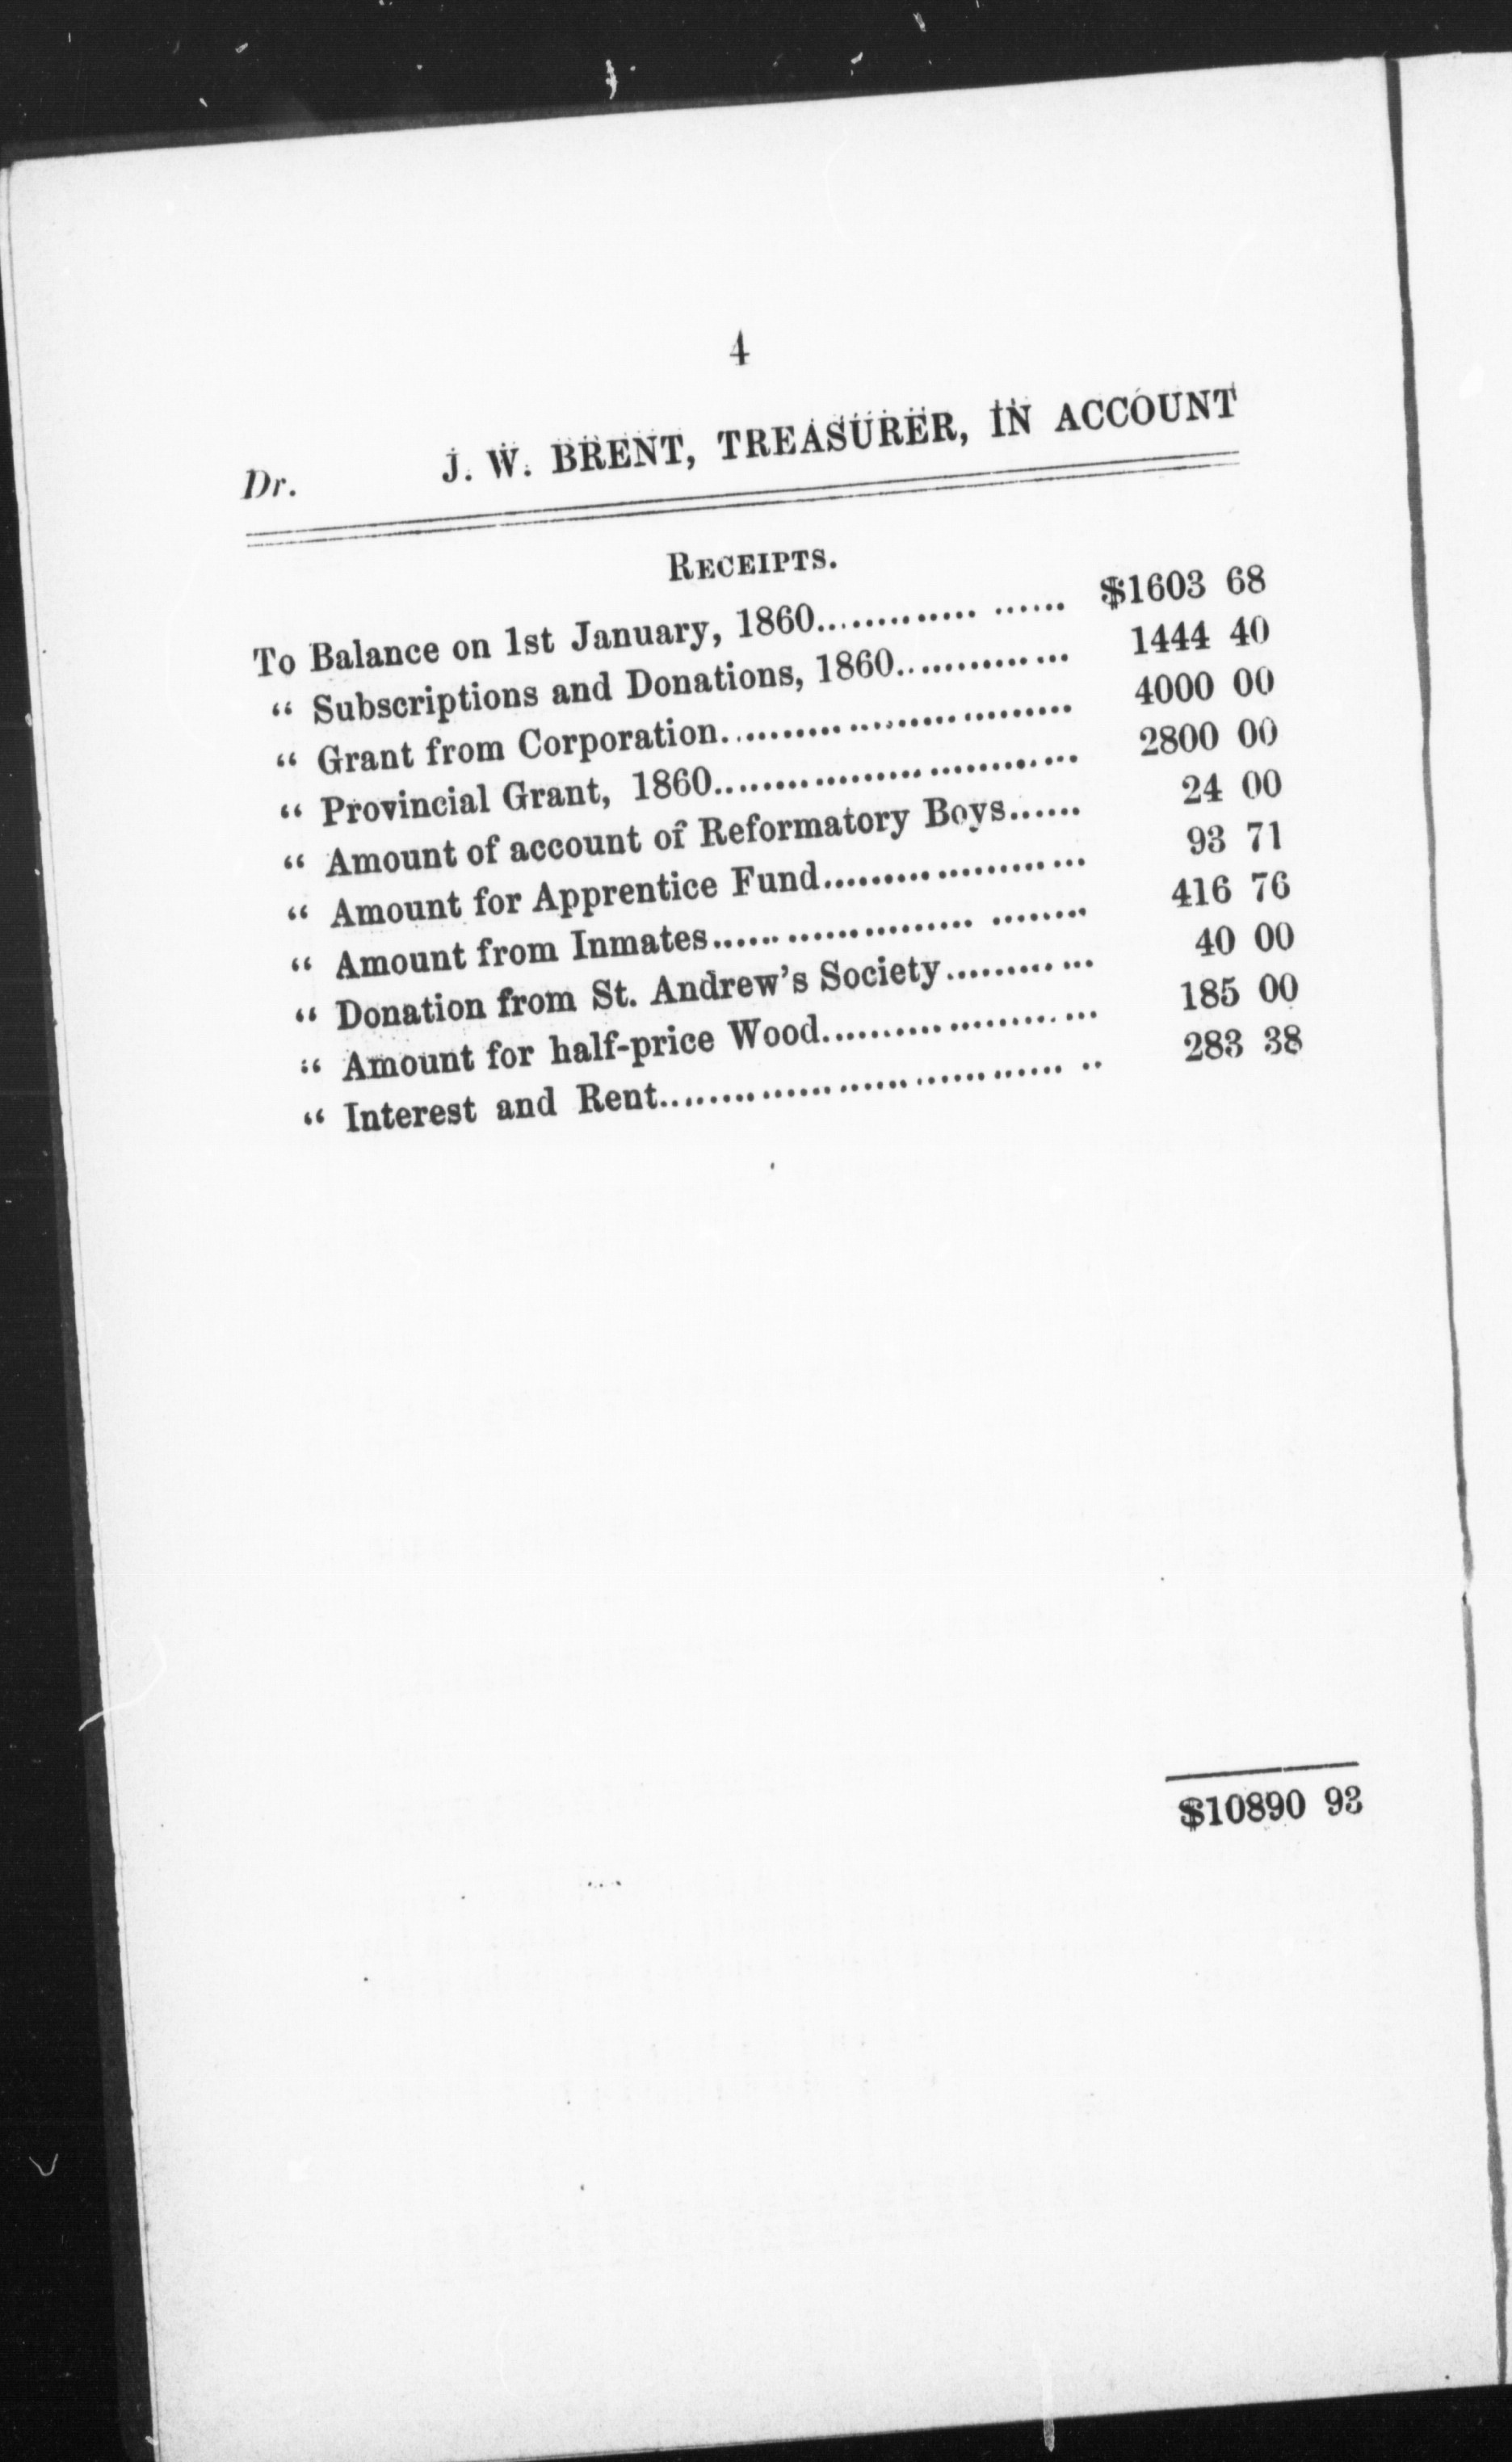 4
Dr. J. W. BRENT, TREASURER, IN ACCOUNT
RECEIPTS.
To Balance on 1st January, 1860................... $1603 68
“ Subscriptions and Donations, 1860.............. 1444 40
“ Grant from Corporation.............................. 4000 00
“ Provincial Grant, 1860............................... 2800 00
“ Amount of account of Reformatory Boys...... 24 00
“ Amount for Apprentice Fund..................... 93 71
“ Amount from Inmates............................... 416 76
“ Donation from St. Andrew's Society............ 40 00
“ Amount for half-price Wood...................... 185 00
“ Interest and Rent.................................... 283 38
$10890 93